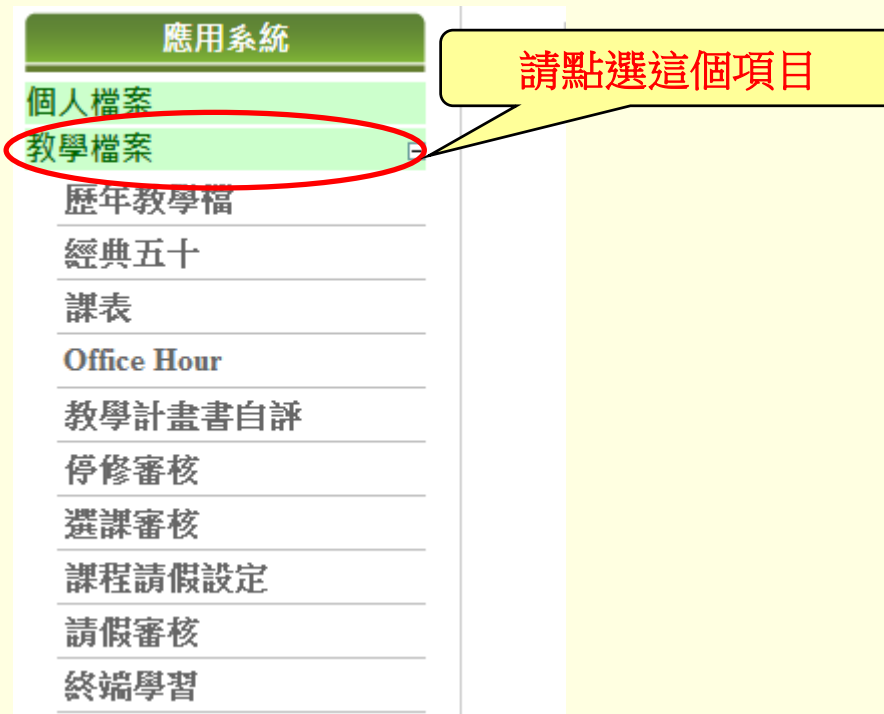 應用系統
請點選這個項目
個人檔案
教學檔案
歷年教學檔
經典五十
課表
Office Hour
教學計畫書自評
停修審核
選課審核
課程請假設定
請假審核
終端學習